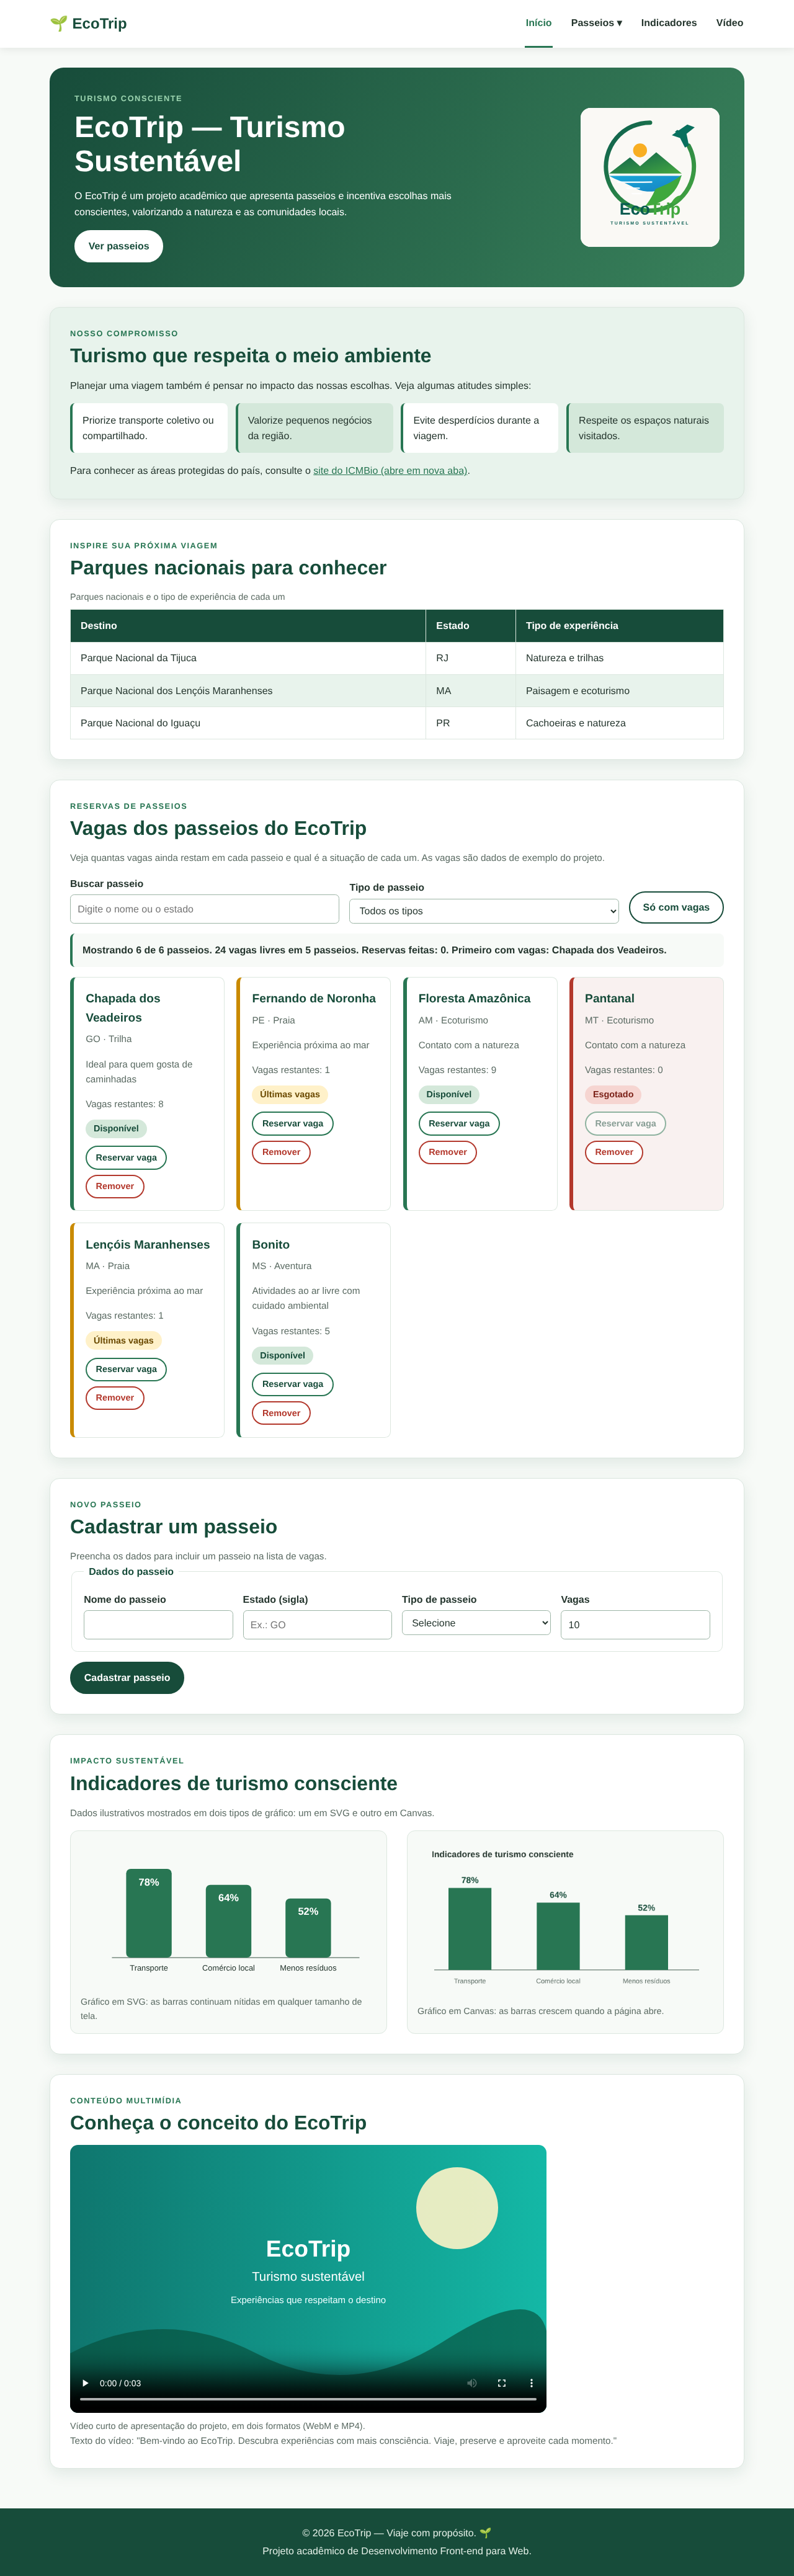 🌱 EcoTrip
Início
Passeios ▾
Indicadores
Vídeo
TURISMO CONSCIENTE
EcoTrip — Turismo
Sustentável
O EcoTrip é um projeto acadêmico que apresenta passeios e incentiva escolhas mais
conscientes, valorizando a natureza e as comunidades locais.
Ver passeios
EcoTrip
TURISMO SUSTENTÁVEL
NOSSO COMPROMISSO
Turismo que respeita o meio ambiente
Planejar uma viagem também é pensar no impacto das nossas escolhas. Veja algumas atitudes simples:
Priorize transporte coletivo ou
compartilhado.
Valorize pequenos negócios
da região.
Evite desperdícios durante a
viagem.
Respeite os espaços naturais
visitados.
Para conhecer as áreas protegidas do país, consulte o site do ICMBio (abre em nova aba).
INSPIRE SUA PRÓXIMA VIAGEM
Parques nacionais para conhecer
Parques nacionais e o tipo de experiência de cada um
Destino Estado Tipo de experiência
Parque Nacional da Tijuca RJ Natureza e trilhas
Parque Nacional dos Lençóis Maranhenses MA Paisagem e ecoturismo
Parque Nacional do Iguaçu PR Cachoeiras e natureza
RESERVAS DE PASSEIOS
Vagas dos passeios do EcoTrip
Veja quantas vagas ainda restam em cada passeio e qual é a situação de cada um. As vagas são dados de exemplo do projeto.
Buscar passeio
Digite o nome ou o estado
Tipo de passeio
Todos os tipos
Só com vagas
Mostrando 6 de 6 passeios. 24 vagas livres em 5 passeios. Reservas feitas: 0. Primeiro com vagas: Chapada dos Veadeiros.
Chapada dos
Veadeiros
GO · Trilha
Ideal para quem gosta de
caminhadas
Vagas restantes: 8
Disponível
Reservar vaga
Remover
Fernando de Noronha
PE · Praia
Experiência próxima ao mar
Vagas restantes: 1
Últimas vagas
Reservar vaga
Remover
Floresta Amazônica
AM · Ecoturismo
Contato com a natureza
Vagas restantes: 9
Disponível
Reservar vaga
Remover
Pantanal
MT · Ecoturismo
Contato com a natureza
Vagas restantes: 0
Esgotado
Reservar vaga
Remover
Lençóis Maranhenses
MA · Praia
Experiência próxima ao mar
Vagas restantes: 1
Últimas vagas
Reservar vaga
Remover
Bonito
MS · Aventura
Atividades ao ar livre com
cuidado ambiental
Vagas restantes: 5
Disponível
Reservar vaga
Remover
NOVO PASSEIO
Cadastrar um passeio
Preencha os dados para incluir um passeio na lista de vagas.
Dados do passeio
Nome do passeio
Estado (sigla)
Ex.: GO
Tipo de passeio
Selecione
Vagas
10
Cadastrar passeio
IMPACTO SUSTENTÁVEL
Indicadores de turismo consciente
Dados ilustrativos mostrados em dois tipos de gráfico: um em SVG e outro em Canvas.
78%
64%
52%
Transporte
Comércio local
Menos resíduos
Gráfico em SVG: as barras continuam nítidas em qualquer tamanho de
tela.
Indicadores de turismo consciente
78%
64%
52%
Transporte
Comércio local
Menos resíduos
Gráfico em Canvas: as barras crescem quando a página abre.
CONTEÚDO MULTIMÍDIA
Conheça o conceito do EcoTrip
EcoTrip
Turismo sustentável
Experiências que respeitam o destino
0:00 / 0:03
Vídeo curto de apresentação do projeto, em dois formatos (WebM e MP4).
Texto do vídeo: "Bem-vindo ao EcoTrip. Descubra experiências com mais consciência. Viaje, preserve e aproveite cada momento."
© 2026 EcoTrip — Viaje com propósito. 🌱
Projeto acadêmico de Desenvolvimento Front-end para Web.